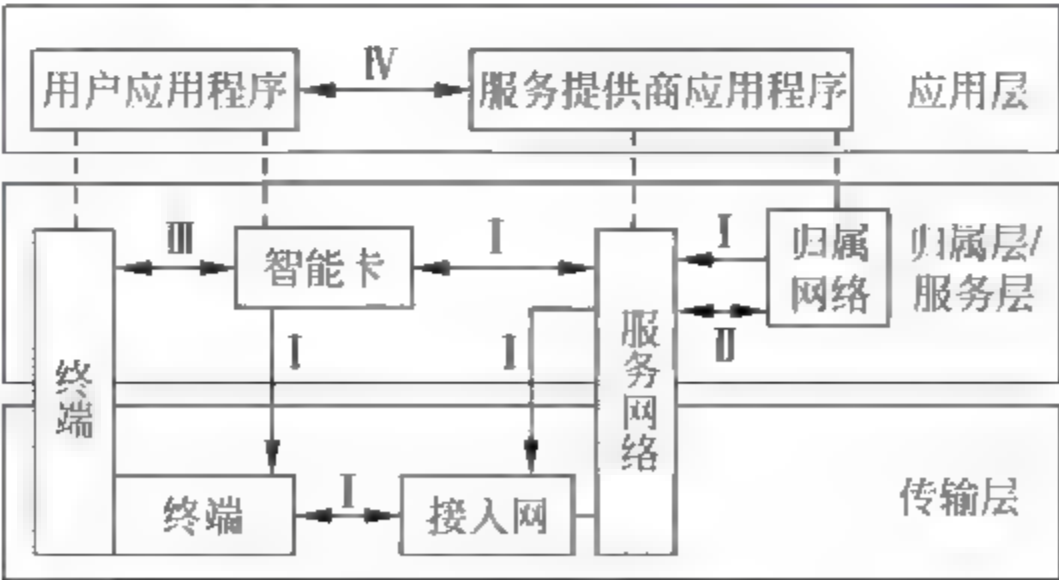 用户应用程序
Ⅳ
服务提供商应用程序
应用层
Ⅲ
智能卡
Ⅰ
Ⅰ
归属
网络
归属层/
服务层
Ⅱ
Ⅰ
Ⅰ
终端
服务网络
终端
Ⅰ
接入网
传输层